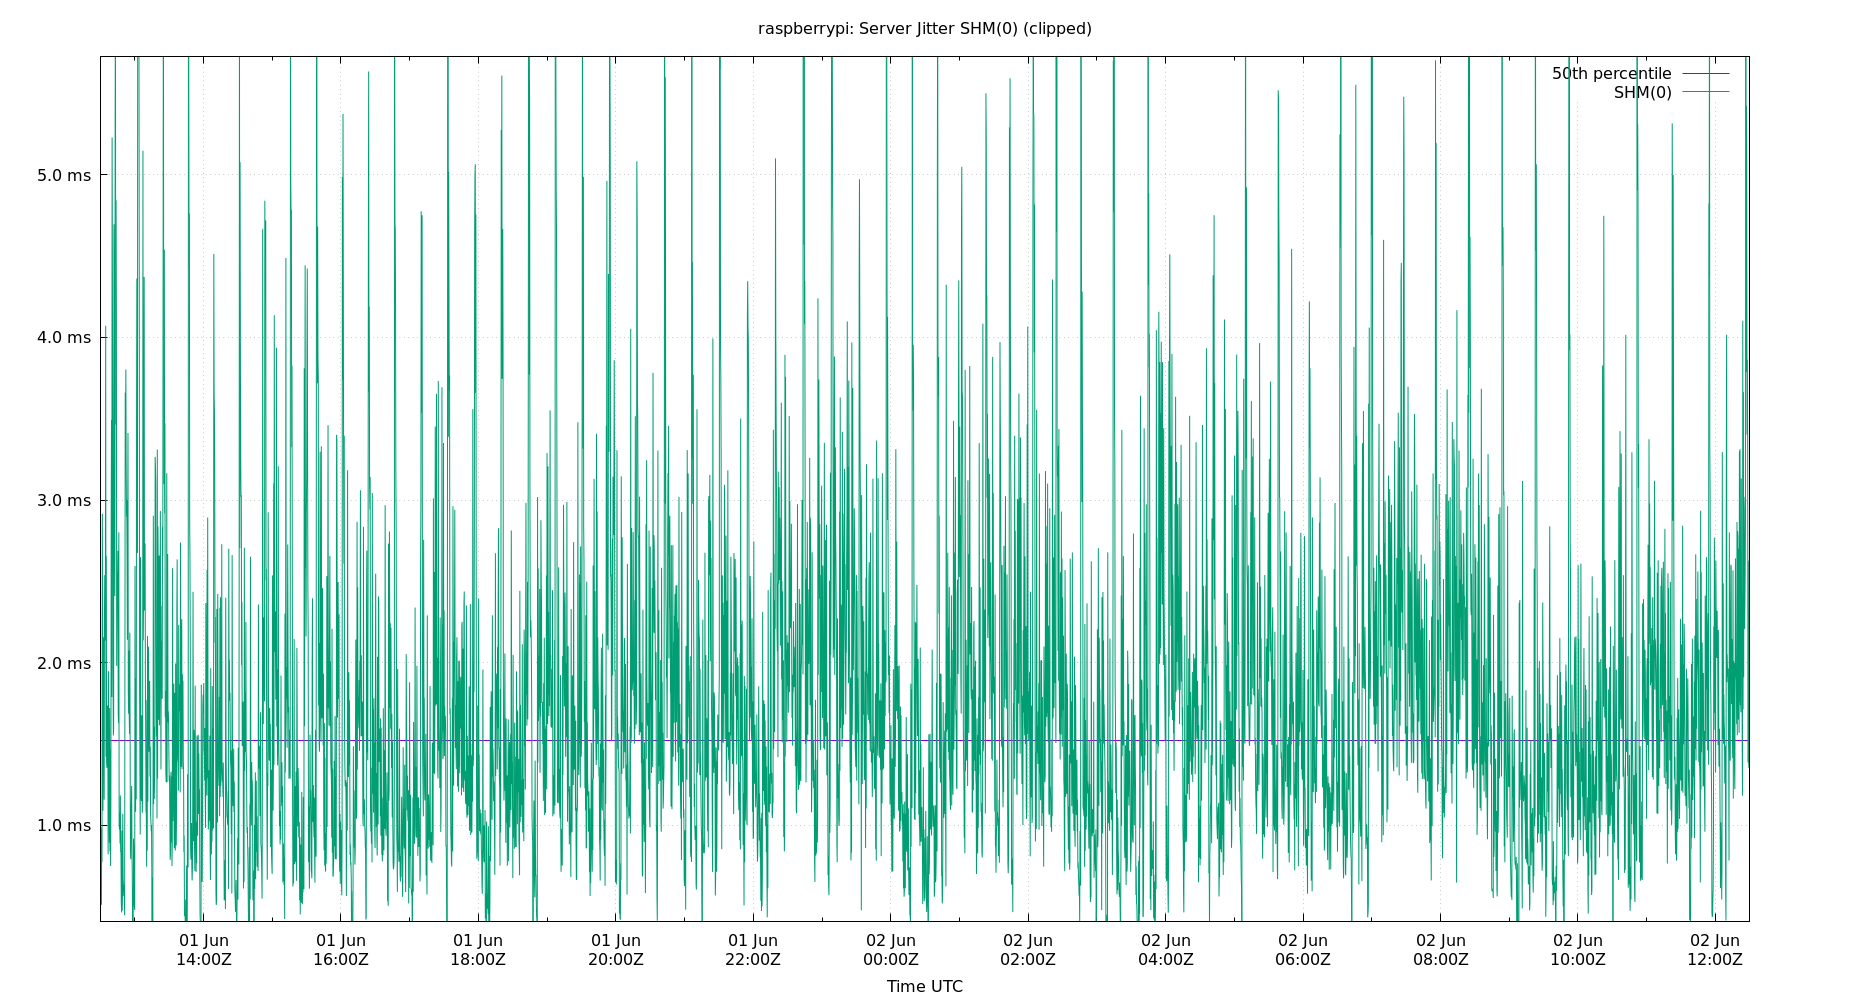 raspberrypi: Server Jitter SHM(0) (clipped)
50th percentile
SHM(0)
5.0 ms
4.0 ms
3.0 ms
2.0 ms
1.0 ms
01 Jun 01 Jun 01 Jun 01 Jun 01 Jun 02 Jun 02 Jun 02 Jun 02 Jun 02 Jun 02 Jun 02 Jun
14:00Z 16:00Z 18:00Z 20:00Z 22:00Z 00:00Z 02:00Z 04:00Z 06:00Z 08:00Z 10:00Z 12:00Z
Time UTC